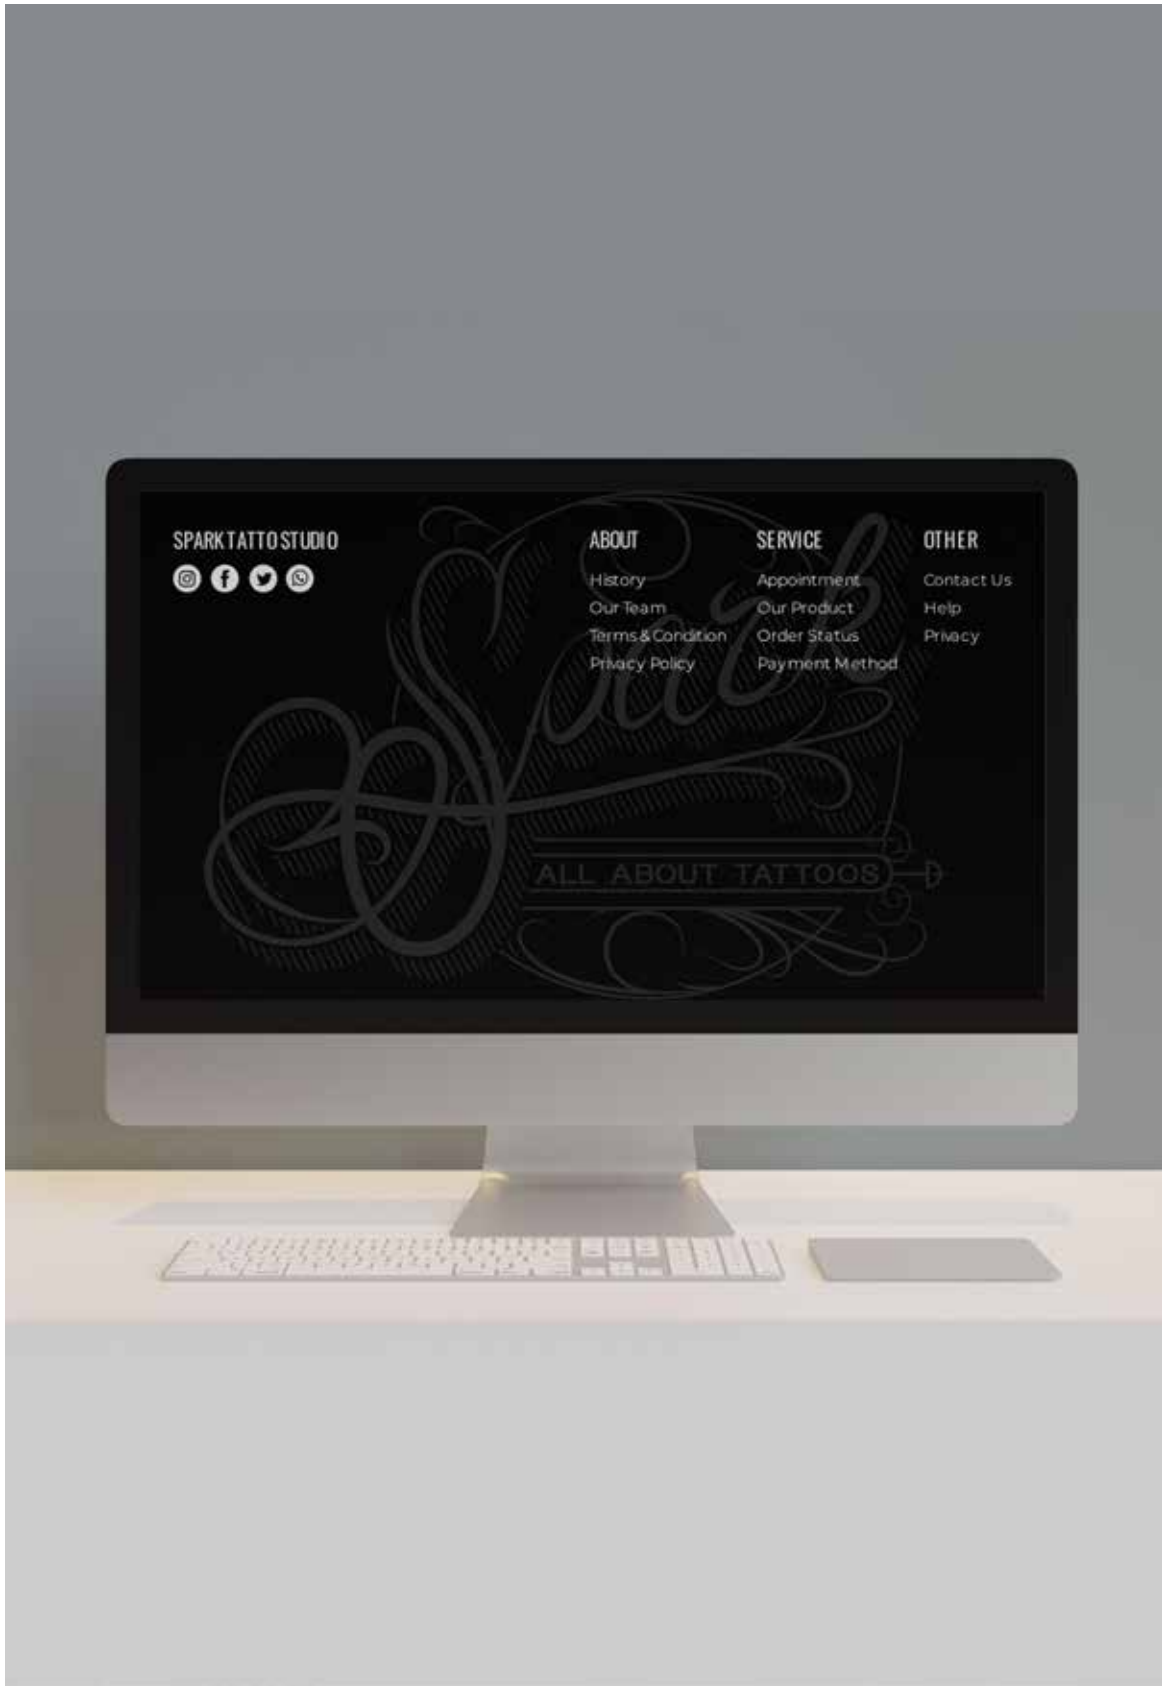 SPARK TATTO STUDIO
ABOUT
History
Our Team
Terms & Condition
Privacy Policy
SERVICE
Appointment
Our Product
Order Status
Payment Method
OTHER
Contact Us
Help
Privacy
Spark
ALL ABOUT TATTOOS